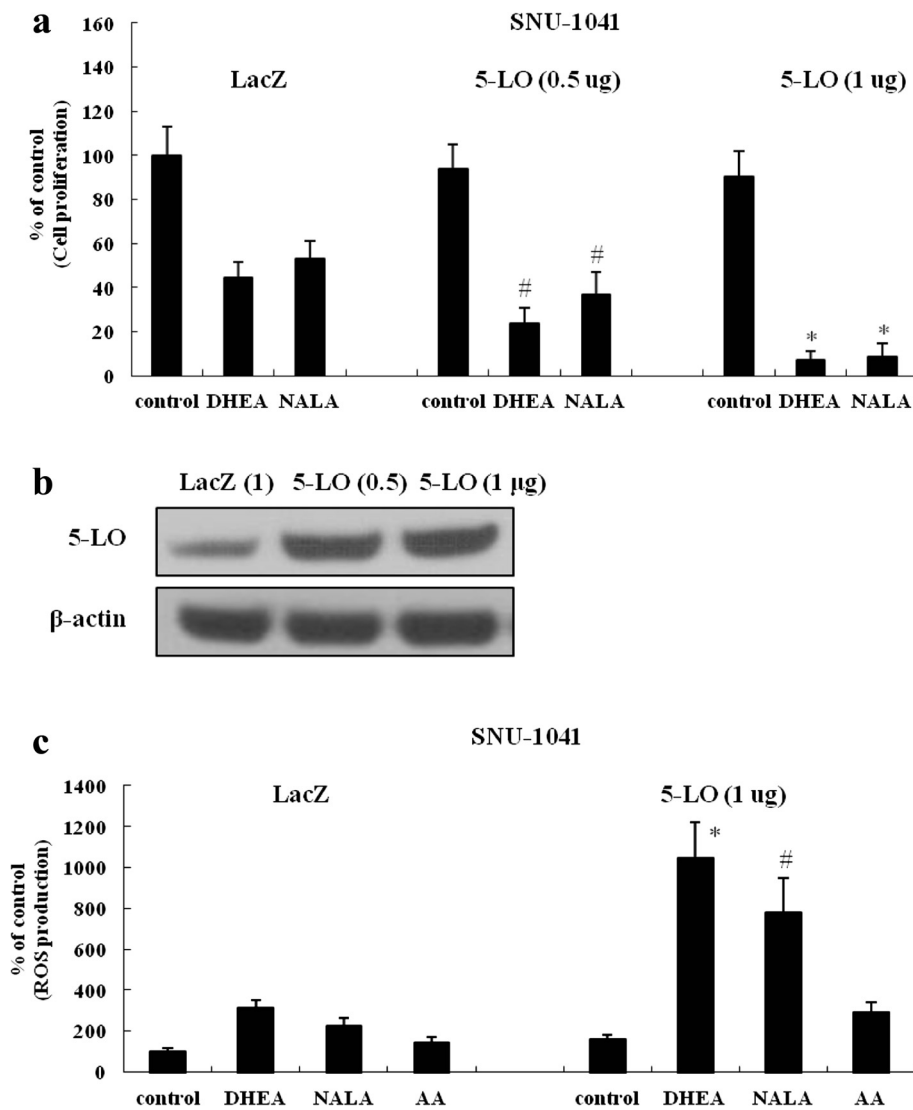 a
SNU-1041
160
140
120
100
80
60
40
20
0
% of control
(Cell proliferation)
LacZ
5-LO (0.5 ug)
5-LO (1 ug)
#
#
*
*
control DHEA NALA
control DHEA NALA
control DHEA NALA
b
LacZ (1) 5-LO (0.5) 5-LO (1 µg)
5-LO
β-actin
c
SNU-1041
1400
1200
1000
800
600
400
200
0
% of control
(ROS production)
LacZ
5-LO (1 ug)
*
#
control DHEA NALA AA
control DHEA NALA AA